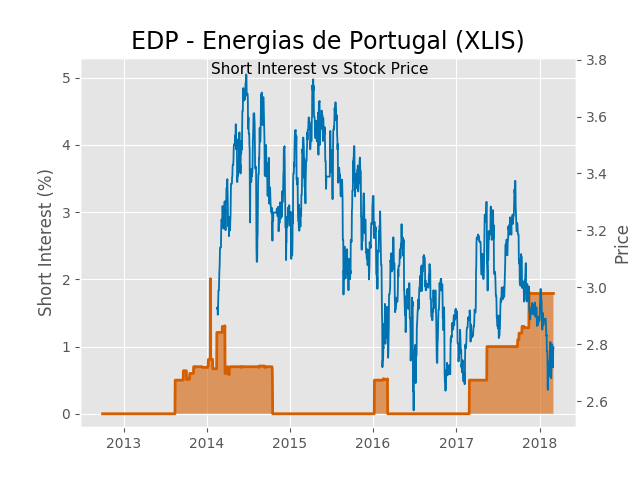 EDP - Energias de Portugal (XLIS)
Short Interest vs Stock Price
Short Interest (%)
5
4
3
2
1
0
3.8
3.6
3.4
3.2
3.0
2.8
2.6
Price
2013 2014 2015 2016 2017 2018